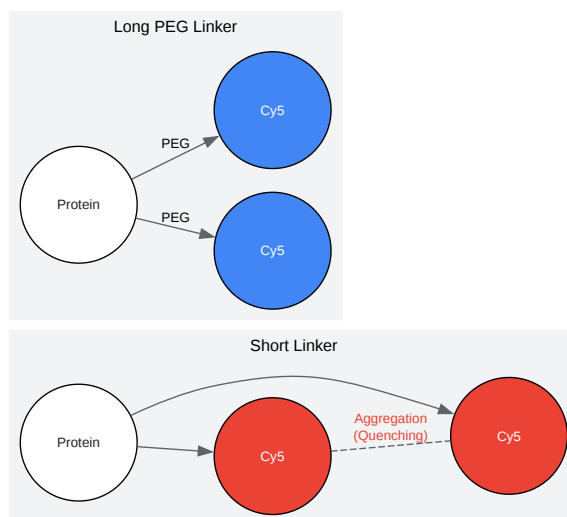 Long PEG Linker
Cy5
PEG
Protein
PEG
Cy5
Short Linker
Aggregation
(Quenching)
Protein
Cy5
Cy5